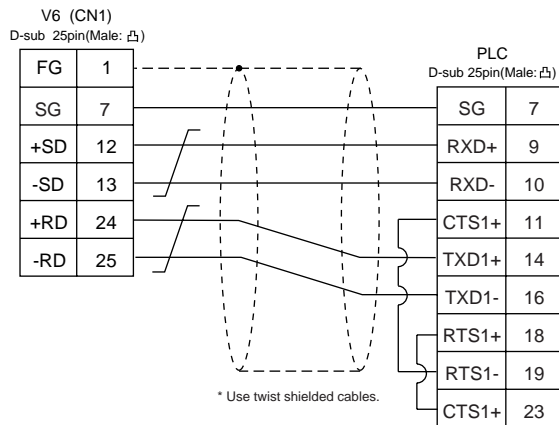 V6 (CN1)
D-sub 25pin(Male: 凸)
FG 1
SG 7
+SD 12
-SD 13
+RD 24
-RD 25
PLC
D-sub 25pin(Male: 凸)
SG 7
RXD+ 9
RXD- 10
CTS1+ 11
TXD1+ 14
TXD1- 16
RTS1+ 18
RTS1- 19
CTS1+ 23
* Use twist shielded cables.